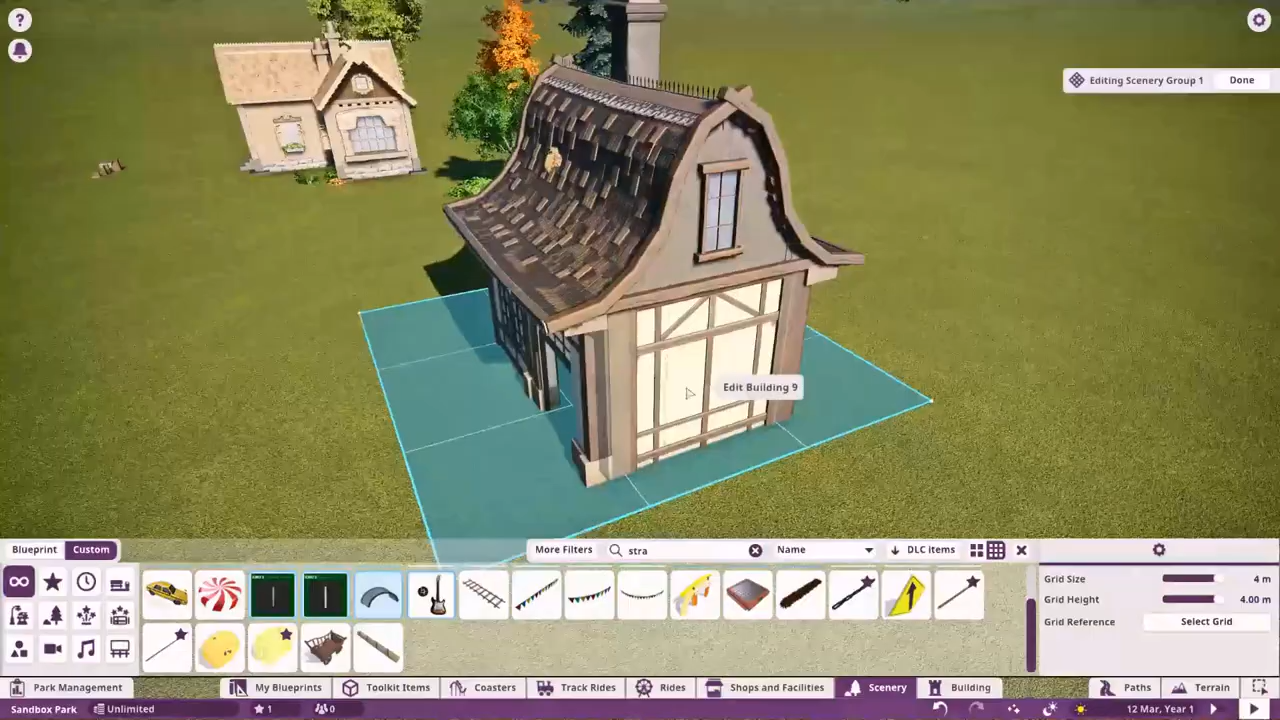 ?
Editing Scenery Group 1
Done
Edit Building 9
Blueprint
Custom
More Filters
stra
Name
DLC items
Grid Size
4 m
Grid Height
4.00 m
Grid Reference
Select Grid
Park Management
My Blueprints
Toolkit Items
Coasters
Track Rides
Rides
Shops and Facilities
Scenery
Building
Paths
Terrain
Sandbox Park
Unlimited
1
0
12 Mar, Year 1